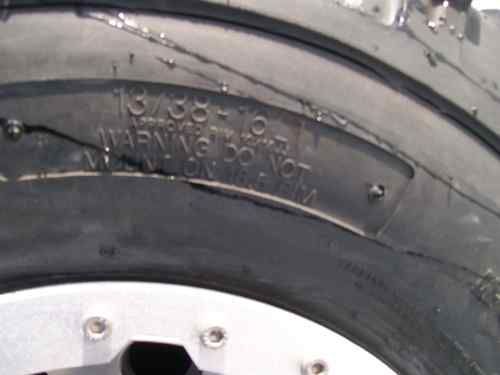 13/38-16
WARNING DO NOT
MOUNT ON 16.5 RIM